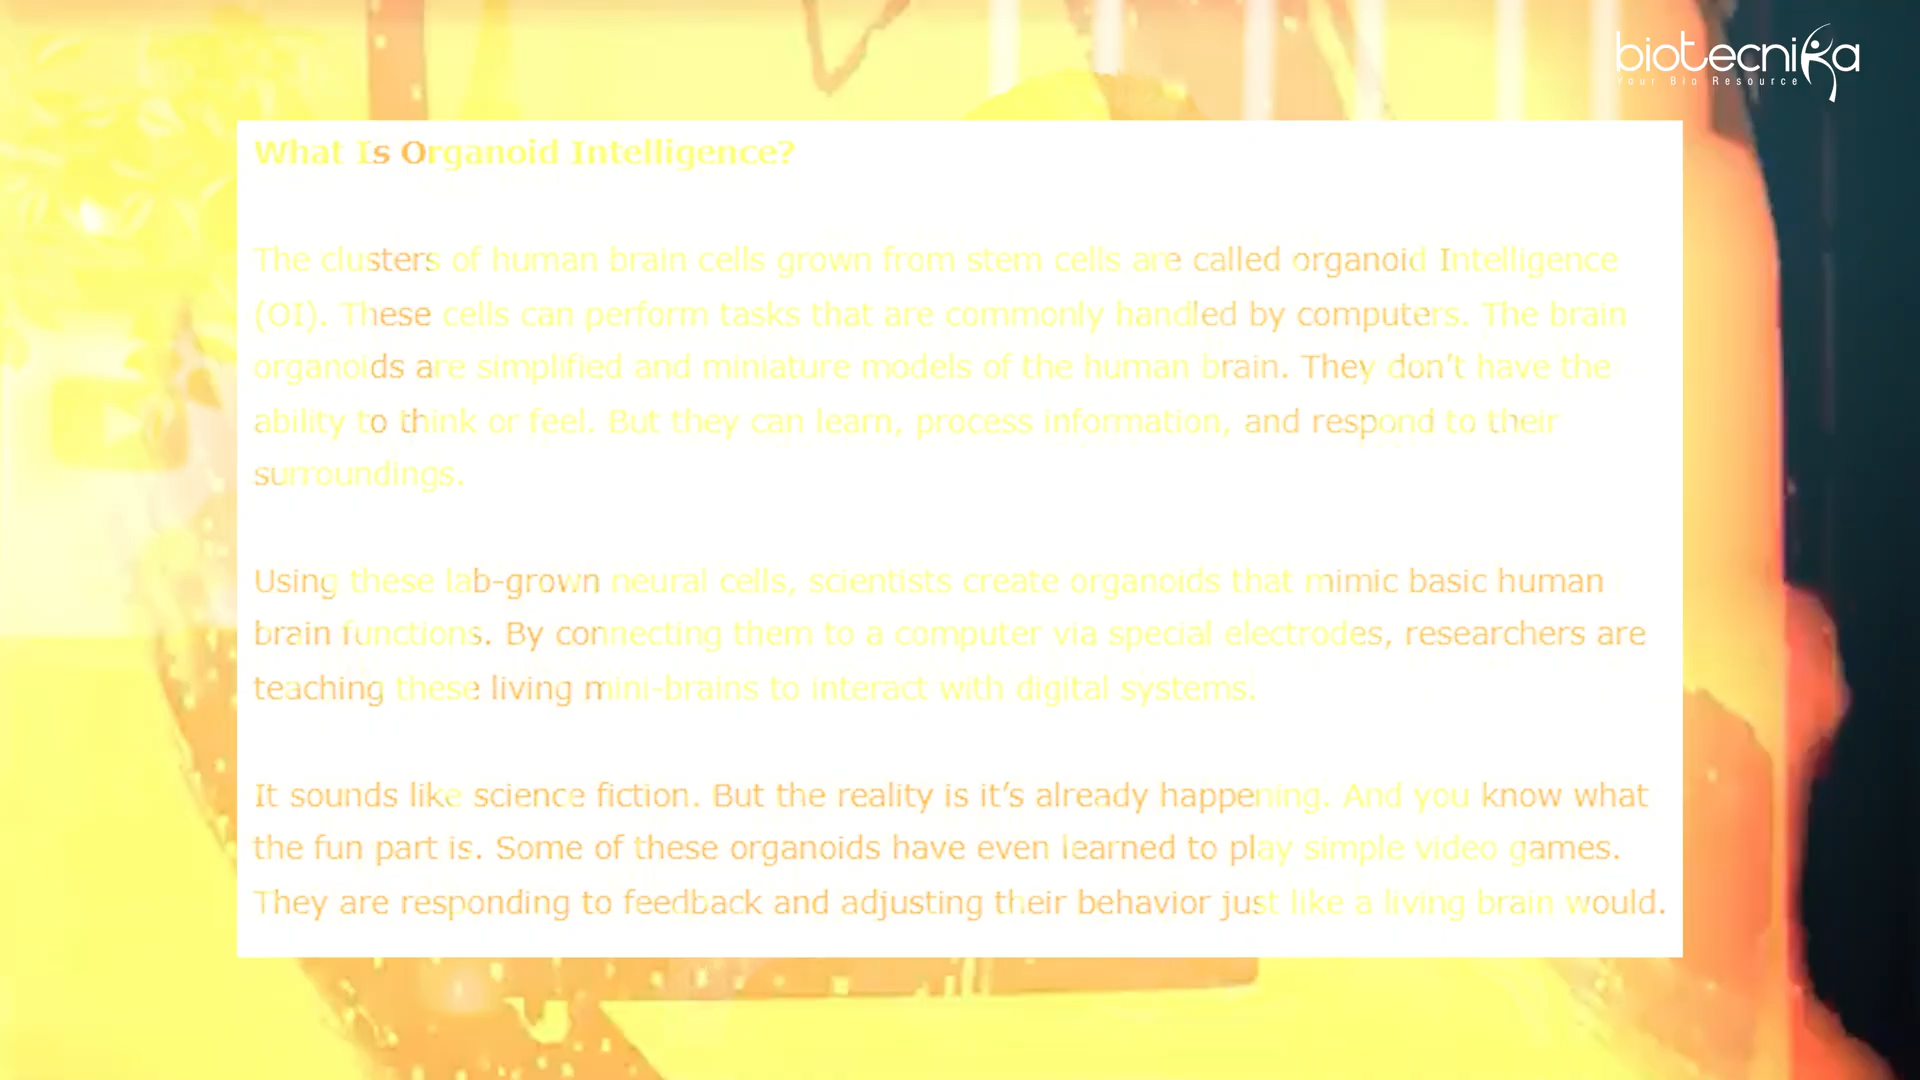 biotecnika
Your Bio Resource
What Is Organoid Intelligence?
The clusters of human brain cells grown from stem cells are called organoid Intelligence
(OI). These cells can perform tasks that are commonly handled by computers. The brain
organoids are simplified and miniature models of the human brain. They don’t have the
ability to think or feel. But they can learn, process information, and respond to their
surroundings.
Using these lab-grown neural cells, scientists create organoids that mimic basic human
brain functions. By connecting them to a computer via special electrodes, researchers are
teaching these living mini-brains to interact with digital systems.
It sounds like science fiction. But the reality is it’s already happening. And you know what
the fun part is. Some of these organoids have even learned to play simple video games.
They are responding to feedback and adjusting their behavior just like a living brain would.